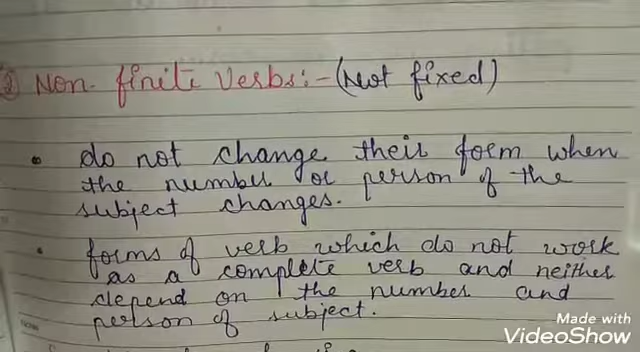 ② Non-finite Verbs:- (Not fixed)
• do not change their form when
the number or person of the
subject changes.
• forms of verb which do not work
as a complete verb and neither
depend on the number and
person of subject.
Made with
VideoShow